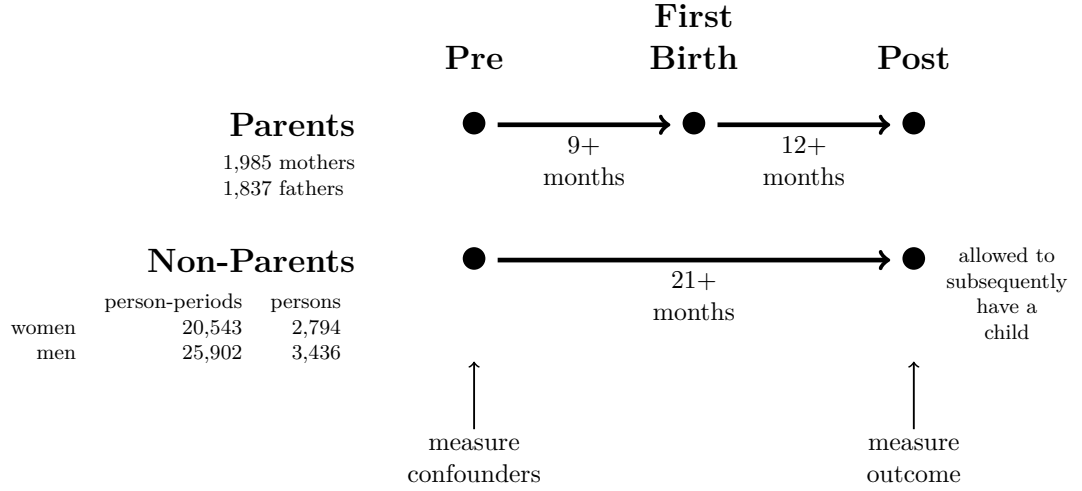 First
Pre Birth Post
Parents
1,985 mothers
1,837 fathers
9+
months
12+
months
Non-Parents
person-periods persons
women 20,543 2,794
men 25,902 3,436
21+
months
allowed to
subsequently
have a
child
measure
confounders
measure
outcome